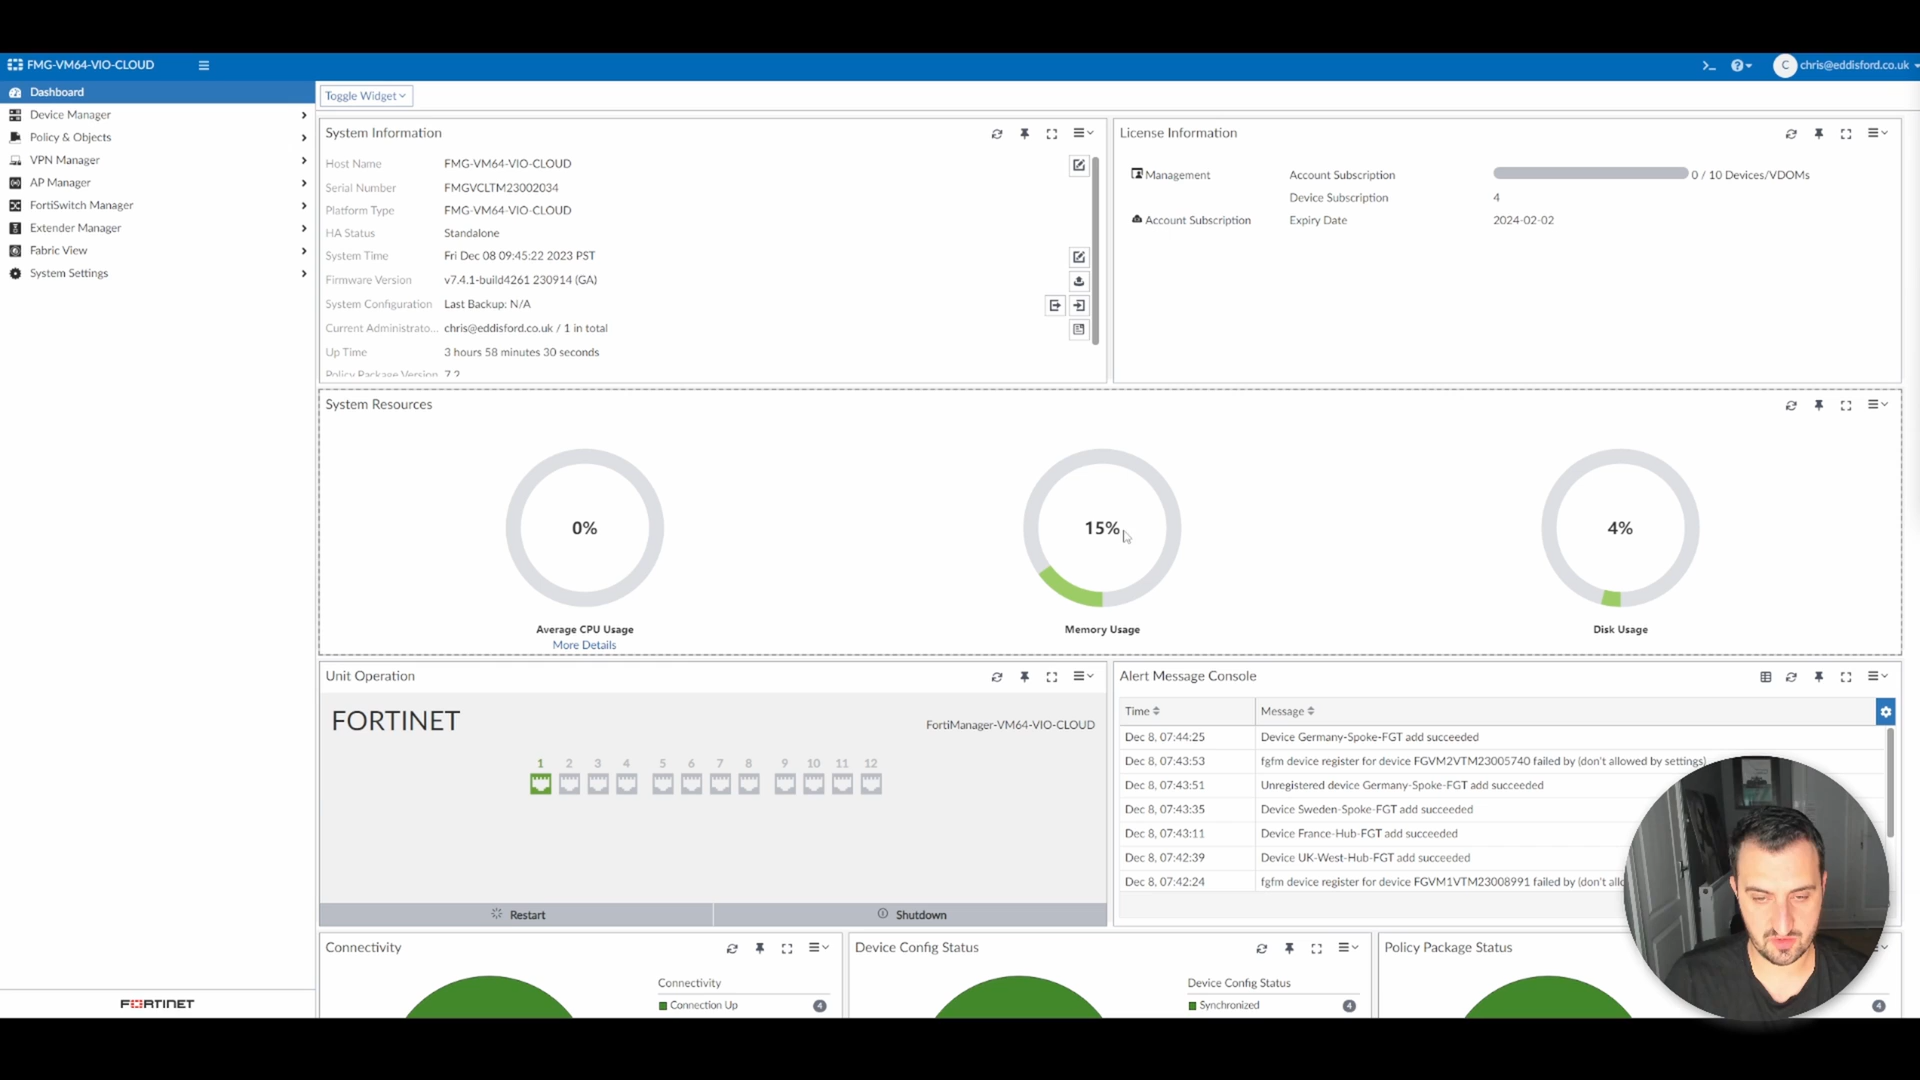 FMG-VM64-VIO-CLOUD
C chris@eddisford.co.uk
Dashboard
Device Manager
Policy & Objects
VPN Manager
AP Manager
FortiSwitch Manager
Extender Manager
Fabric View
System Settings
FORTINET
Toggle Widget
System Information
Host Name FMG-VM64-VIO-CLOUD
Serial Number FMGVCLTM23002034
Platform Type FMG-VM64-VIO-CLOUD
HA Status Standalone
System Time Fri Dec 08 09:45:22 2023 PST
Firmware Version v7.4.1-build4261 230914 (GA)
System Configuration Last Backup: N/A
Current Administrato... chris@eddisford.co.uk / 1 in total
Up Time 3 hours 58 minutes 30 seconds
Policy Package Version 7.2
License Information
Management Account Subscription 0 / 10 Devices/VDOMs
Device Subscription 4
Account Subscription Expiry Date 2024-02-02
System Resources
0% 15% 4%
Average CPU Usage Memory Usage Disk Usage
More Details
Unit Operation
FORTINET FortiManager-VM64-VIO-CLOUD
1 2 3 4 5 6 7 8 9 10 11 12
Restart Shutdown
Alert Message Console
Time Message
Dec 8, 07:44:25 Device Germany-Spoke-FGT add succeeded
Dec 8, 07:43:53 fgfm device register for device FGVM2VTM23005740 failed by (don't allowed by settings)
Dec 8, 07:43:51 Unregistered device Germany-Spoke-FGT add succeeded
Dec 8, 07:43:35 Device Sweden-Spoke-FGT add succeeded
Dec 8, 07:43:11 Device France-Hub-FGT add succeeded
Dec 8, 07:42:39 Device UK-West-Hub-FGT add succeeded
Dec 8, 07:42:24 fgfm device register for device FGVM1VTM23008991 failed by (don't allo
Connectivity
Connectivity
Connection Up 4
Device Config Status
Device Config Status
Synchronized 4
Policy Package Status
4